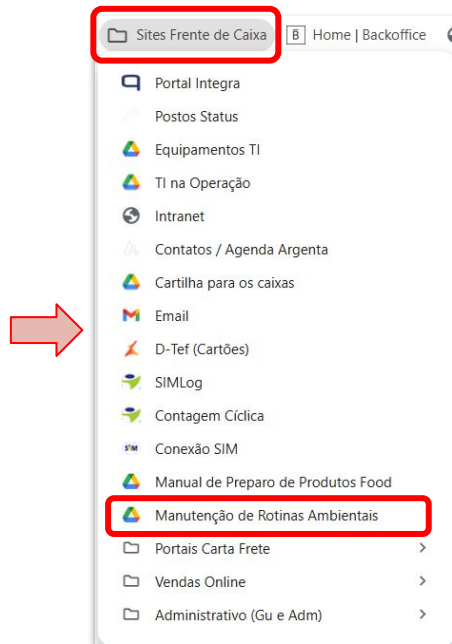 Sites Frente de Caixa B Home | Backoffice
Portal Integra
Postos Status
Equipamentos TI
TI na Operação
Intranet
Contatos / Agenda Argenta
Cartilha para os caixas
Email
D-Tef (Cartões)
SIMLog
Contagem Cíclica
SIM Conexão SIM
Manual de Preparo de Produtos Food
Manutenção de Rotinas Ambientais
Portais Carta Frete
Vendas Online
Administrativo (Gu e Adm)